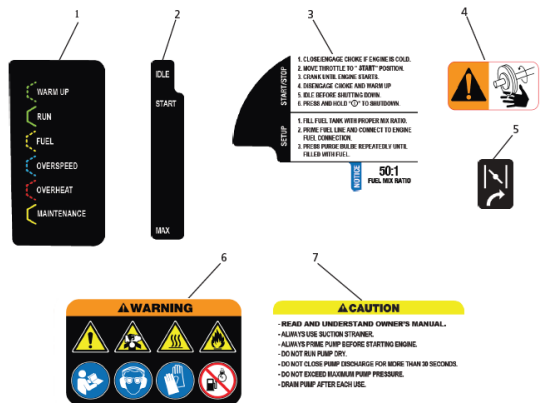 1
2
3
4
WARM UP
RUN
FUEL
OVERSPEED
OVERHEAT
MAINTENANCE
IDLE
START
MAX
START/STOP
1. CLOSE/ENGAGE CHOKE IF ENGINE IS COLD.
2. MOVE THROTTLE TO "START" POSITION.
3. CRANK UNTIL ENGINE STARTS.
4. DISENGAGE CHOKE AND WARM UP
5. IDLE BEFORE SHUTTING DOWN.
6. PRESS AND HOLD "①" TO SHUTDOWN.
SETUP
1. FILL FUEL TANK WITH PROPER MIX RATIO.
2. PRIME FUEL LINE AND CONNECT TO ENGINE
FUEL CONNECTION.
3. PRESS PURGE BULBE REPEATEDLY UNTIL
FILLED WITH FUEL.
NOTICE
50:1
FUEL MIX RATIO
5
6
7
WARNING
CAUTION
- READ AND UNDERSTAND OWNER'S MANUAL.
- ALWAYS USE SUCTION STRAINER.
- ALWAYS PRIME PUMP BEFORE STARTING ENGINE.
- DO NOT RUN PUMP DRY.
- DO NOT CLOSE PUMP DISCHARGE FOR MORE THAN 30 SECONDS.
- DO NOT EXCEED MAXIMUM PUMP PRESSURE.
- DRAIN PUMP AFTER EACH USE.